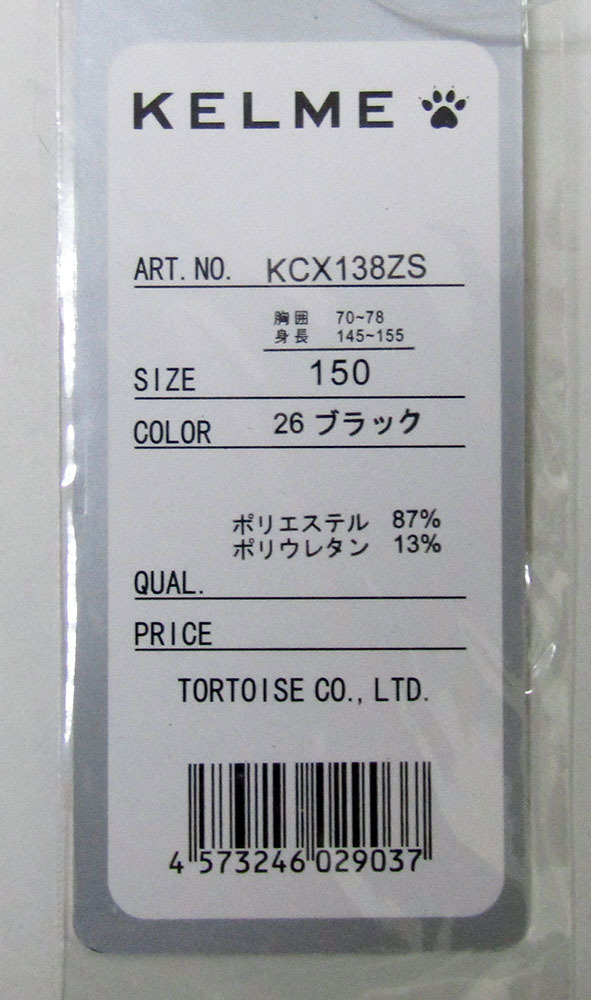 KELME
ART.NO. KCX138ZS
胸囲 70~78
身長 145~155
SIZE 150
COLOR 26 ブラック
ポリエステル 87%
ポリウレタン 13%
QUAL.
PRICE
TORTOISE CO., LTD.
4 573246 029037